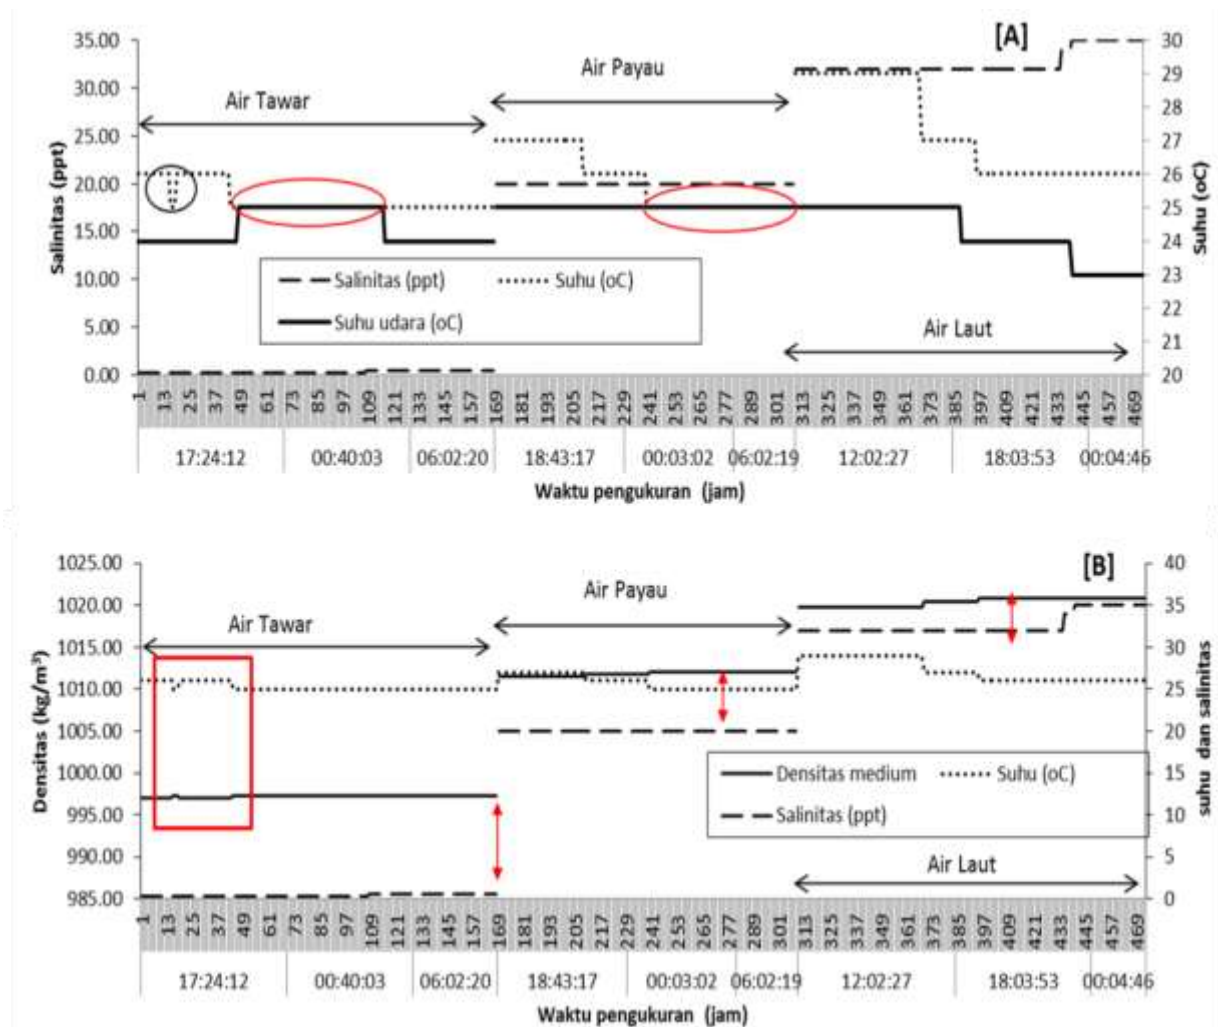 [A]
35.00
30.00
25.00
20.00
15.00
10.00
5.00
0.00
Salinitas (ppt)
30
29
28
27
26
25
24
23
22
21
20
Suhu (oC)
Air Tawar
Air Payau
Air Laut
Salinitas (ppt)
Suhu (oC)
Suhu udara (oC)
1 13 25 37 49 61 73 85 97 109 121 133 145 157 169 181 193 205 217 229 241 253 265 277 289 301 313 325 337 349 361 373 385 397 409 421 433 445 457 469
17:24:12 00:40:03 06:02:20 18:43:17 00:03:02 06:02:19 12:02:27 18:03:53 00:04:46
Waktu pengukuran (jam)
[B]
1025.00
1020.00
1015.00
1010.00
1005.00
1000.00
995.00
990.00
985.00
Densitas (kg/m³)
40
35
30
25
20
15
10
5
0
suhu dan salinitas
Air Tawar
Air Payau
Air Laut
Densitas medium
Suhu (oC)
Salinitas (ppt)
1 13 25 37 49 61 73 85 97 109 121 133 145 157 169 181 193 205 217 229 241 253 265 277 289 301 313 325 337 349 361 373 385 397 409 421 433 445 457 469
17:24:12 00:40:03 06:02:20 18:43:17 00:03:02 06:02:19 12:02:27 18:03:53 00:04:46
Waktu pengukuran (jam)